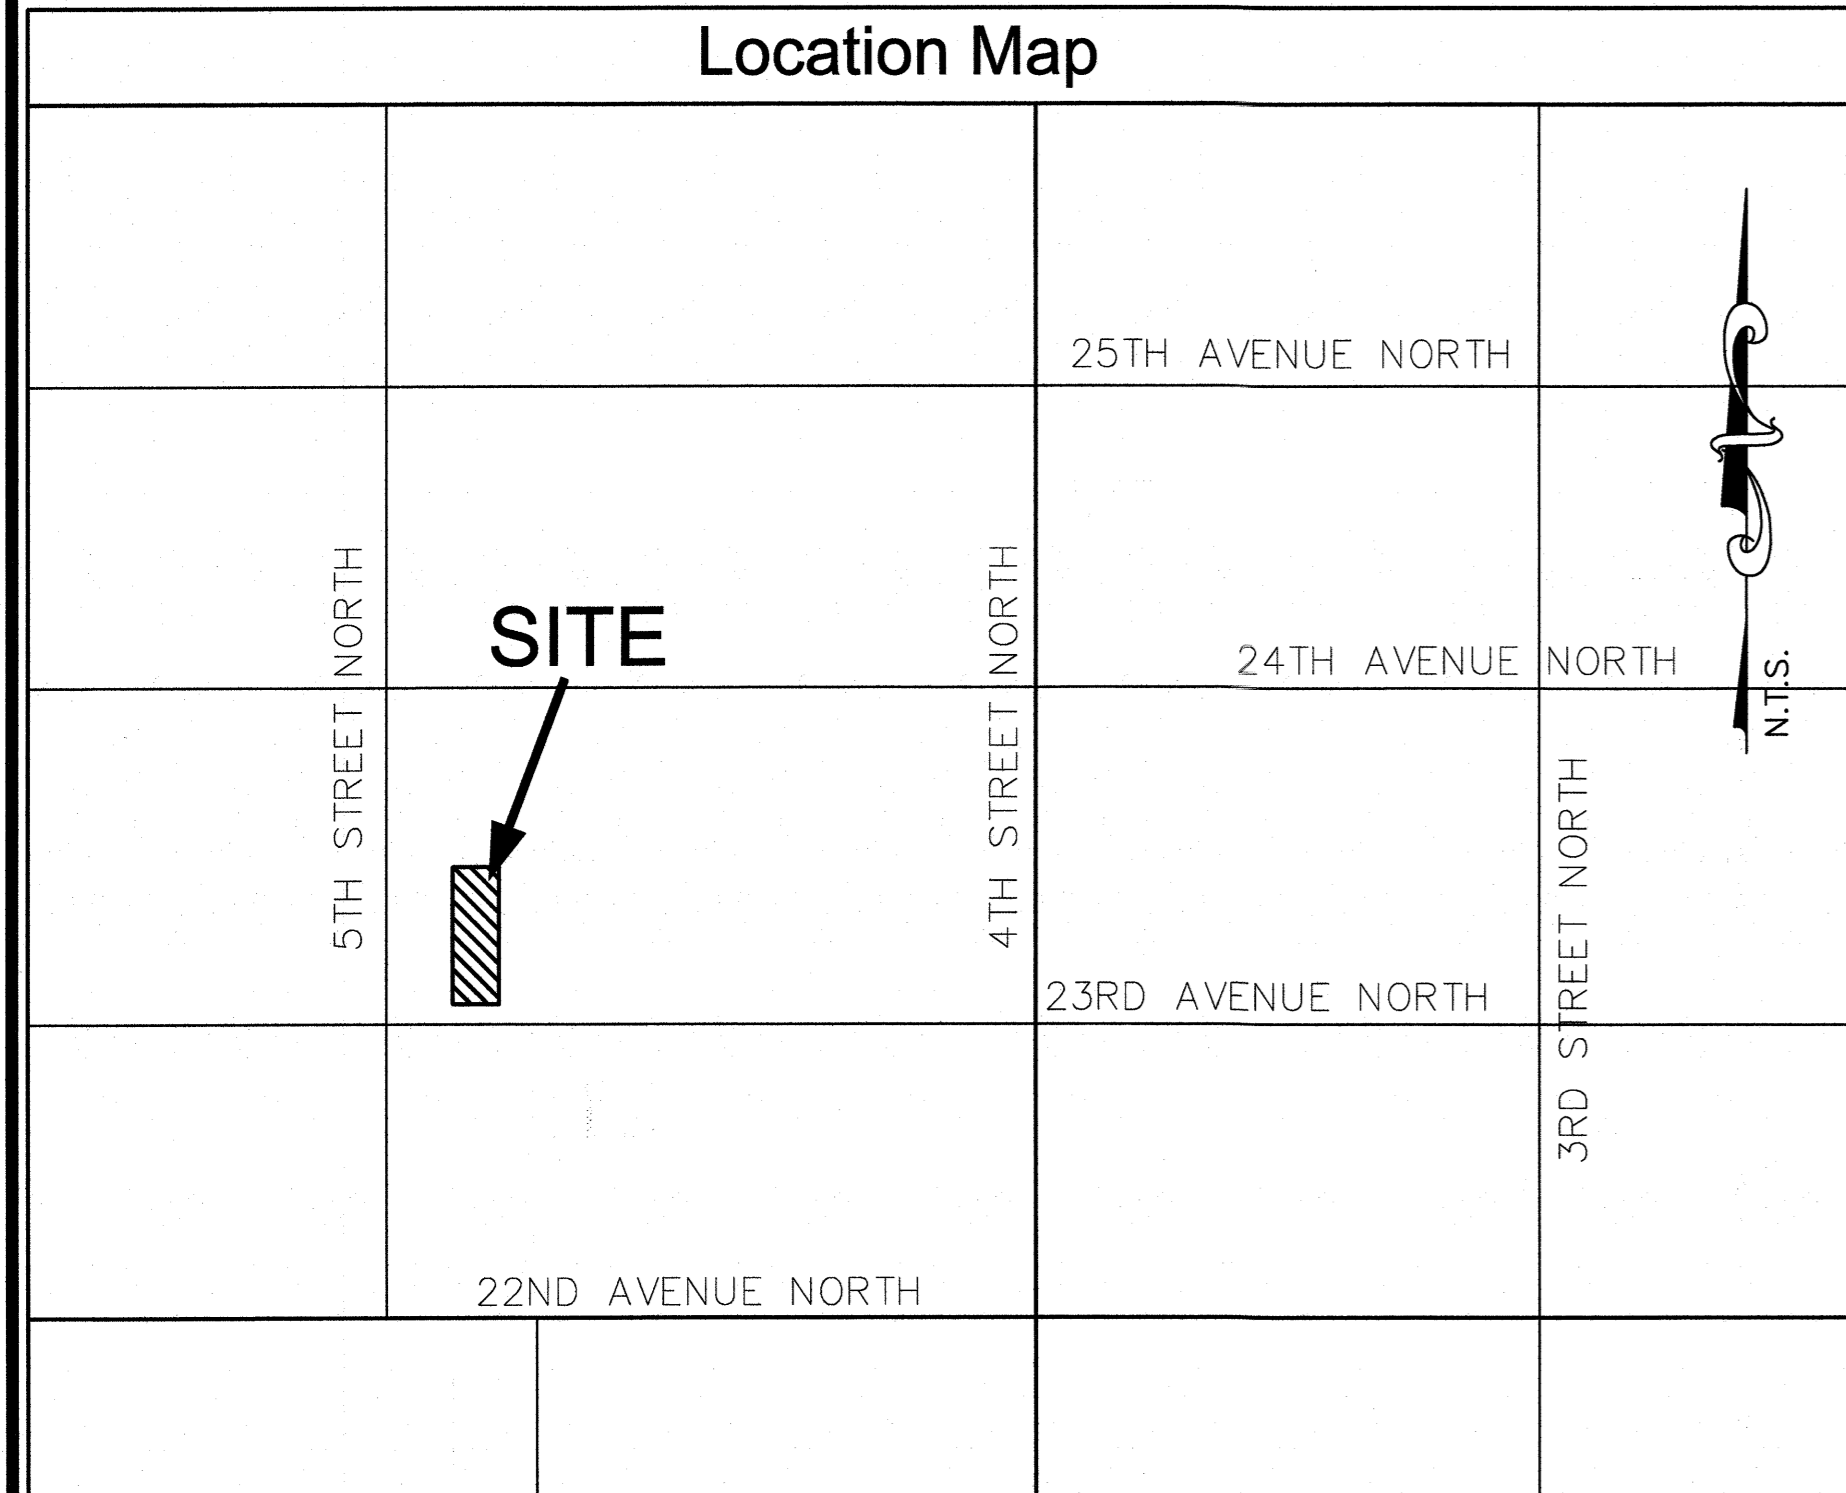 Location Map
25TH AVENUE NORTH
5TH STREET NORTH
4TH STREET NORTH
SITE
24TH AVENUE NORTH
N.T.S.
3RD STREET NORTH
23RD AVENUE NORTH
22ND AVENUE NORTH